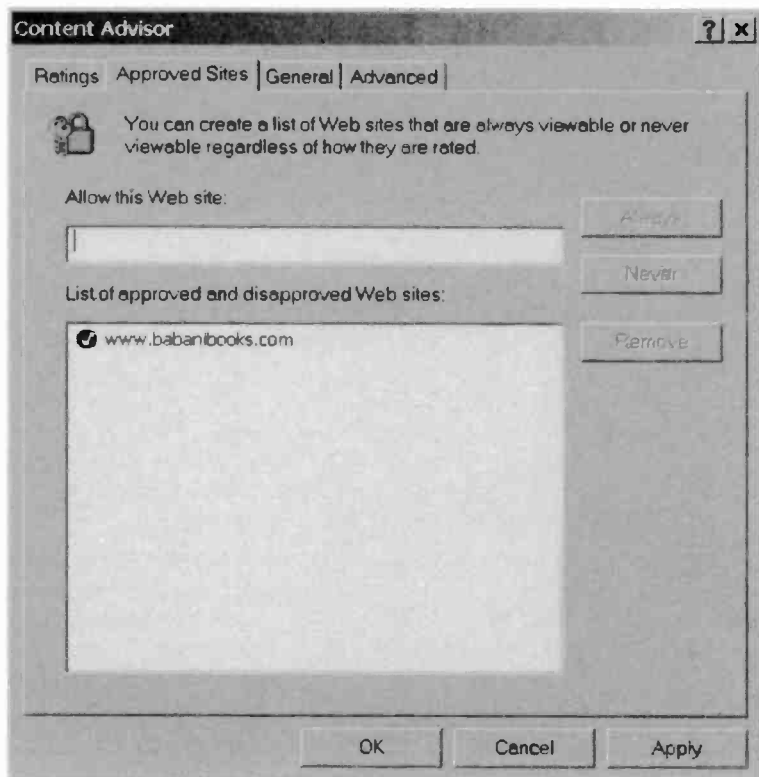 Content Advisor
Ratings Approved Sites General Advanced
You can create a list of Web sites that are always viewable or never
viewable regardless of how they are rated.
Allow this Web site:
Always
Never
List of approved and disapproved Web sites:
www.babanibooks.com
Remove
OK Cancel Apply